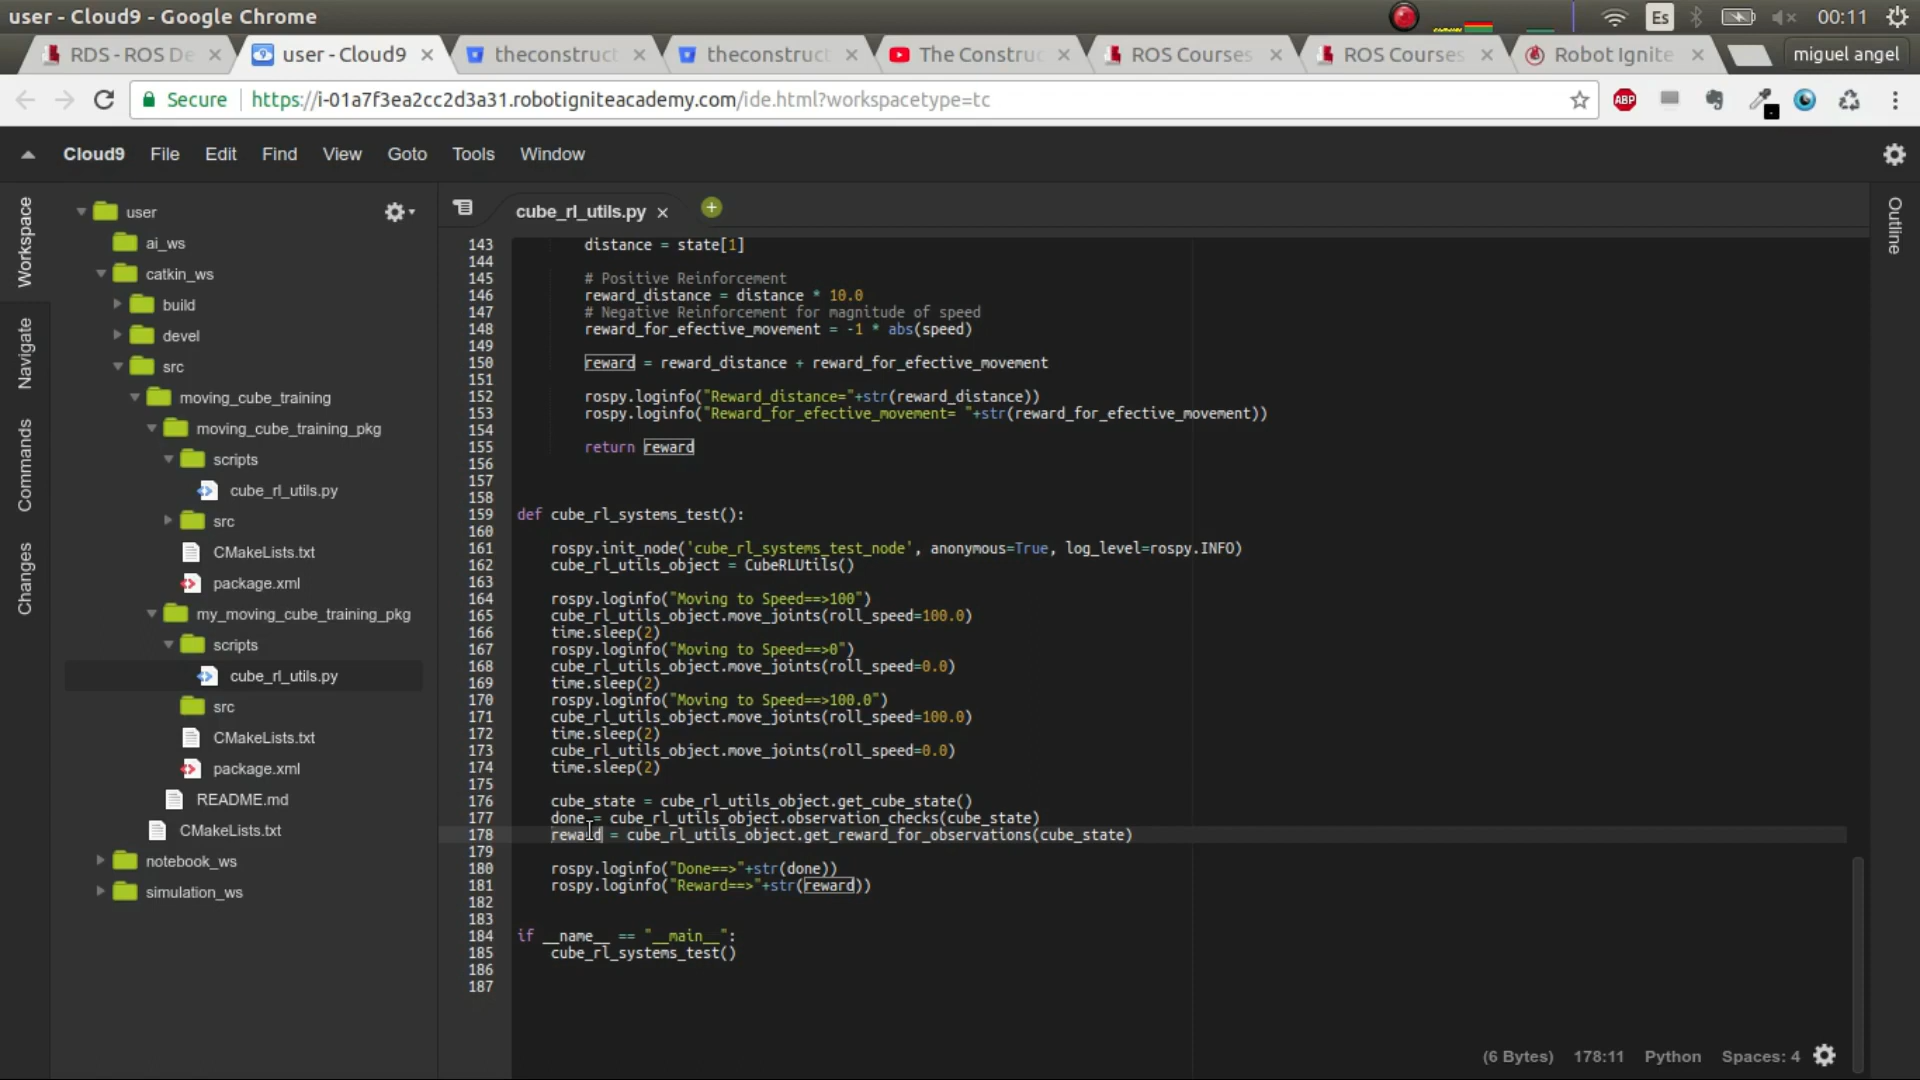 user - Cloud9 - Google Chrome
Es
00:11
RDS - ROS De
user - Cloud9
theconstruct
theconstruct
The Construc
ROS Courses
ROS Courses
Robot Ignite
miguel angel
Secure
https://i-01a7f3ea2cc2d3a31.robotigniteacademy.com/ide.html?workspacetype=tc
ABP
Cloud9 File Edit Find View Goto Tools Window
Workspace
Navigate
Commands
Changes
Outline
user
ai_ws
catkin_ws
build
devel
src
moving_cube_training
moving_cube_training_pkg
scripts
cube_rl_utils.py
src
CMakeLists.txt
package.xml
my_moving_cube_training_pkg
scripts
cube_rl_utils.py
src
CMakeLists.txt
package.xml
README.md
CMakeLists.txt
notebook_ws
simulation_ws
cube_rl_utils.py
143 distance = state[1]
144
145 # Positive Reinforcement
146 reward_distance = distance * 10.0
147 # Negative Reinforcement for magnitude of speed
148 reward_for_efective_movement = -1 * abs(speed)
149
150 reward = reward_distance + reward_for_efective_movement
151
152 rospy.loginfo("Reward_distance="+str(reward_distance))
153 rospy.loginfo("Reward_for_efective_movement= "+str(reward_for_efective_movement))
154
155 return reward
156
157
158
159 def cube_rl_systems_test():
160
161 rospy.init_node('cube_rl_systems_test_node', anonymous=True, log_level=rospy.INFO)
162 cube_rl_utils_object = CubeRLUtils()
163
164 rospy.loginfo("Moving to Speed==>100")
165 cube_rl_utils_object.move_joints(roll_speed=100.0)
166 time.sleep(2)
167 rospy.loginfo("Moving to Speed==>0")
168 cube_rl_utils_object.move_joints(roll_speed=0.0)
169 time.sleep(2)
170 rospy.loginfo("Moving to Speed==>100.0")
171 cube_rl_utils_object.move_joints(roll_speed=100.0)
172 time.sleep(2)
173 cube_rl_utils_object.move_joints(roll_speed=0.0)
174 time.sleep(2)
175
176 cube_state = cube_rl_utils_object.get_cube_state()
177 done = cube_rl_utils_object.observation_checks(cube_state)
178 reward = cube_rl_utils_object.get_reward_for_observations(cube_state)
179
180 rospy.loginfo("Done==>"+str(done))
181 rospy.loginfo("Reward==>"+str(reward))
182
183
184 if __name__ == "__main__":
185 cube_rl_systems_test()
186
187
(6 Bytes) 178:11 Python Spaces: 4